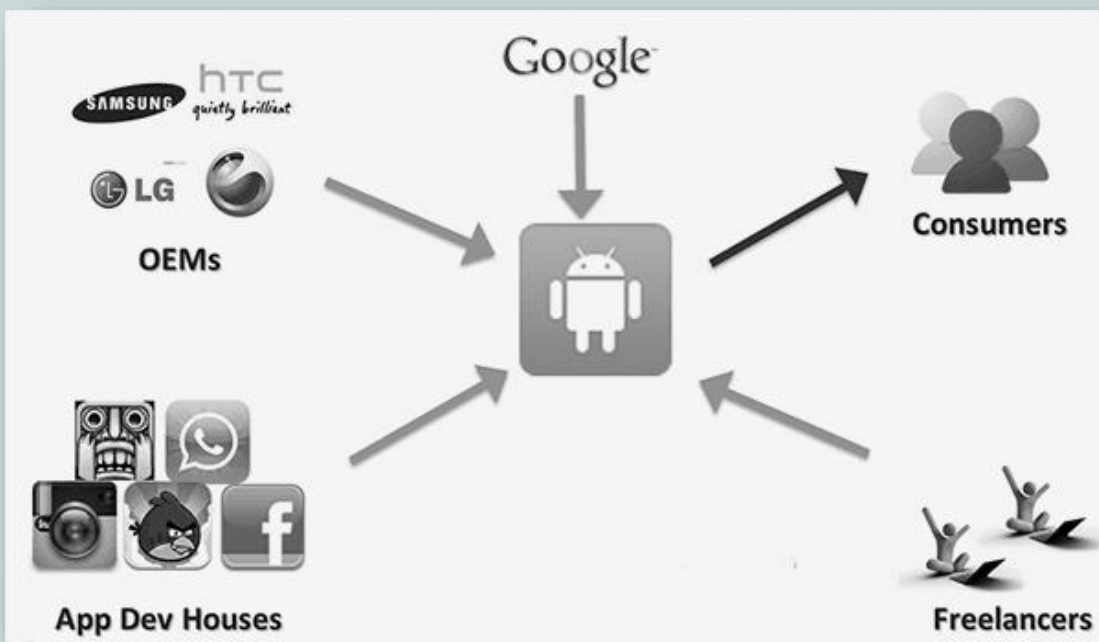 Google
SAMSUNG
hTC
quietly brilliant
LG
OEMs
Consumers
f
App Dev Houses
Freelancers